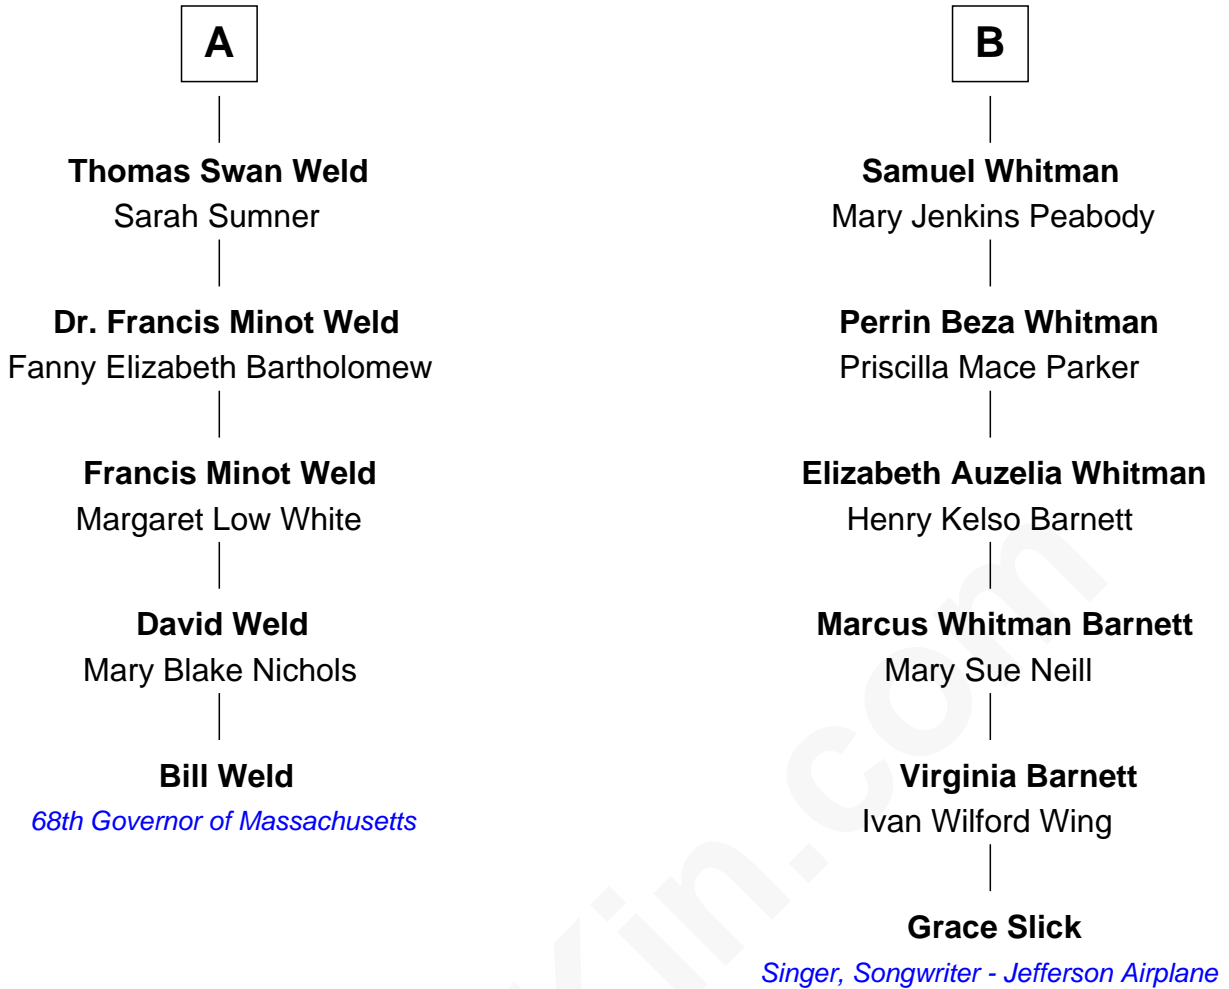 A
Thomas Swan Weld
Sarah Sumner
Dr. Francis Minot Weld
Fanny Elizabeth Bartholomew
Francis Minot Weld
Margaret Low White
David Weld
Mary Blake Nichols
Bill Weld
68th Governor of Massachusetts
B
Samuel Whitman
Mary Jenkins Peabody
Perrin Beza Whitman
Priscilla Mace Parker
Elizabeth Auzelia Whitman
Henry Kelso Barnett
Marcus Whitman Barnett
Mary Sue Neill
Virginia Barnett
Ivan Wilford Wing
Grace Slick
Singer, Songwriter - Jefferson Airplane
Kin.com